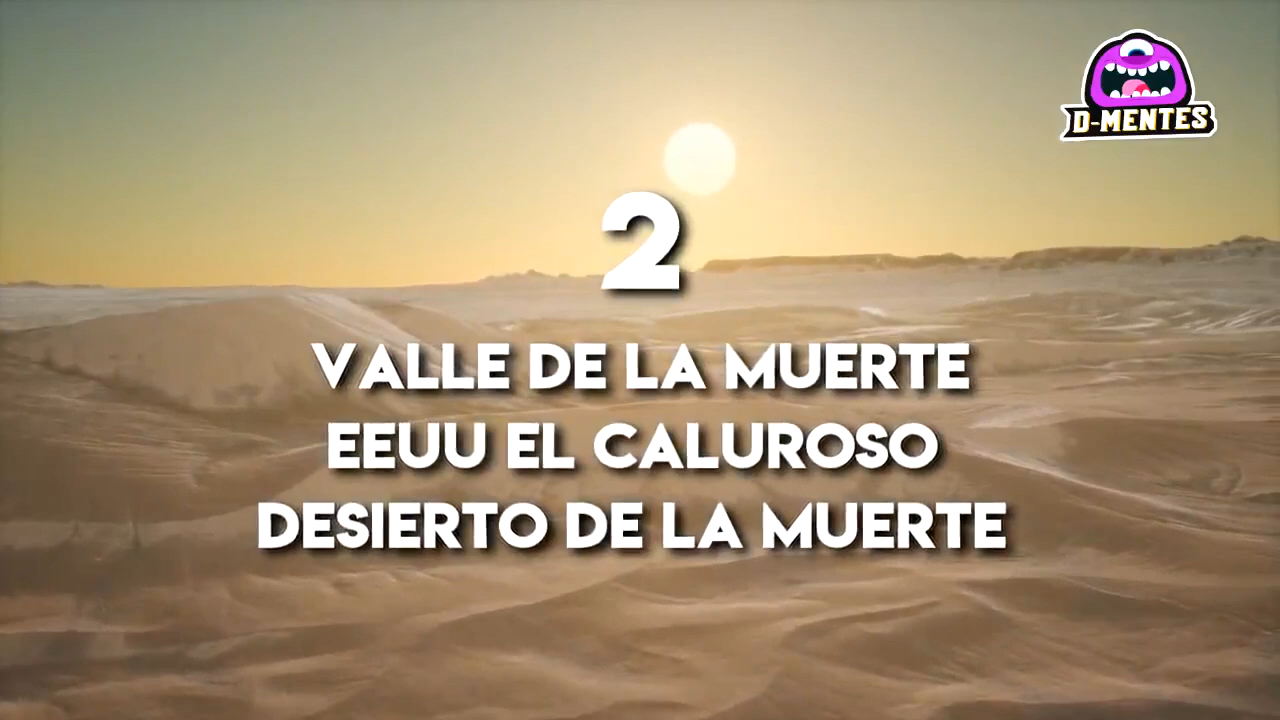 D-MENTES
2
VALLE DE LA MUERTE
EEUU EL CALUROSO
DESIERTO DE LA MUERTE